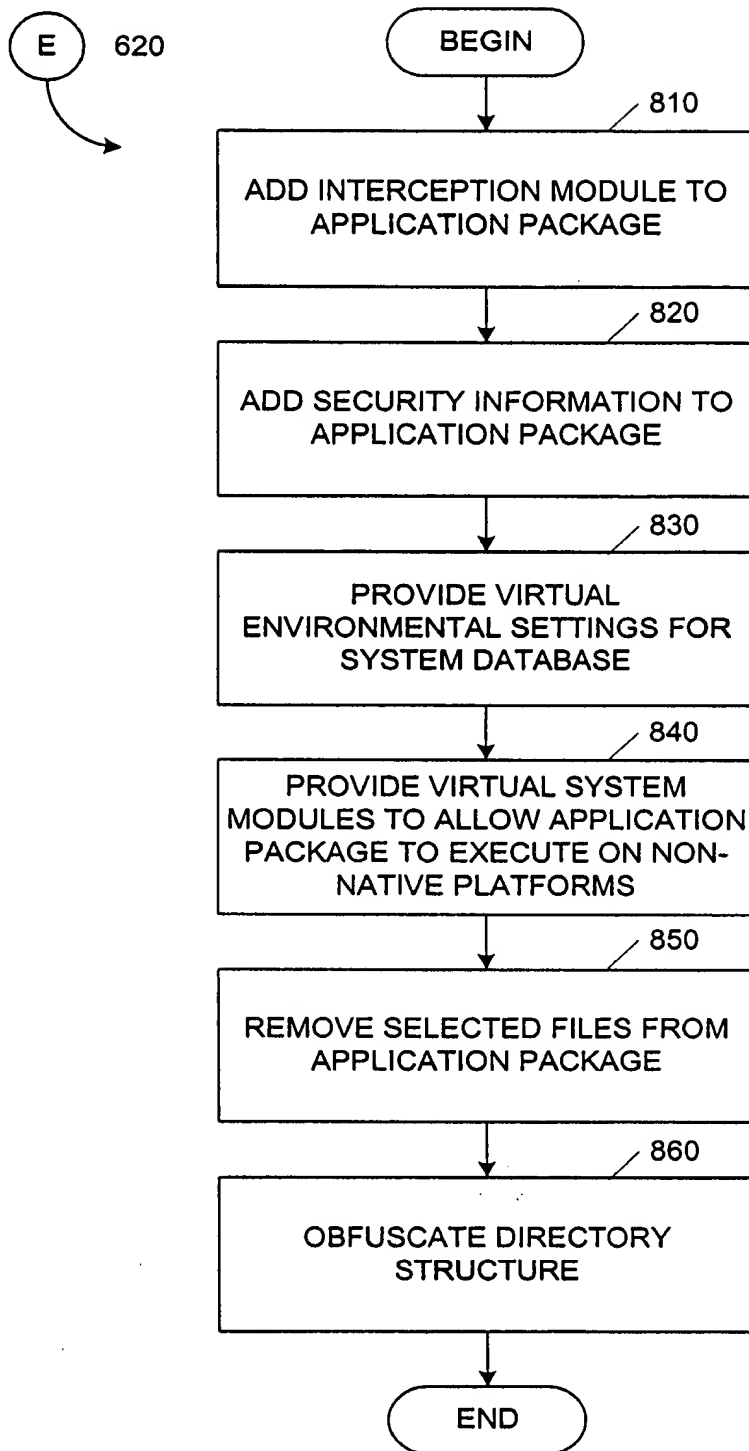 E 620
BEGIN
810
ADD INTERCEPTION MODULE TO
APPLICATION PACKAGE
820
ADD SECURITY INFORMATION TO
APPLICATION PACKAGE
830
PROVIDE VIRTUAL
ENVIRONMENTAL SETTINGS FOR
SYSTEM DATABASE
840
PROVIDE VIRTUAL SYSTEM
MODULES TO ALLOW APPLICATION
PACKAGE TO EXECUTE ON NON-
NATIVE PLATFORMS
850
REMOVE SELECTED FILES FROM
APPLICATION PACKAGE
860
OBFUSCATE DIRECTORY
STRUCTURE
END